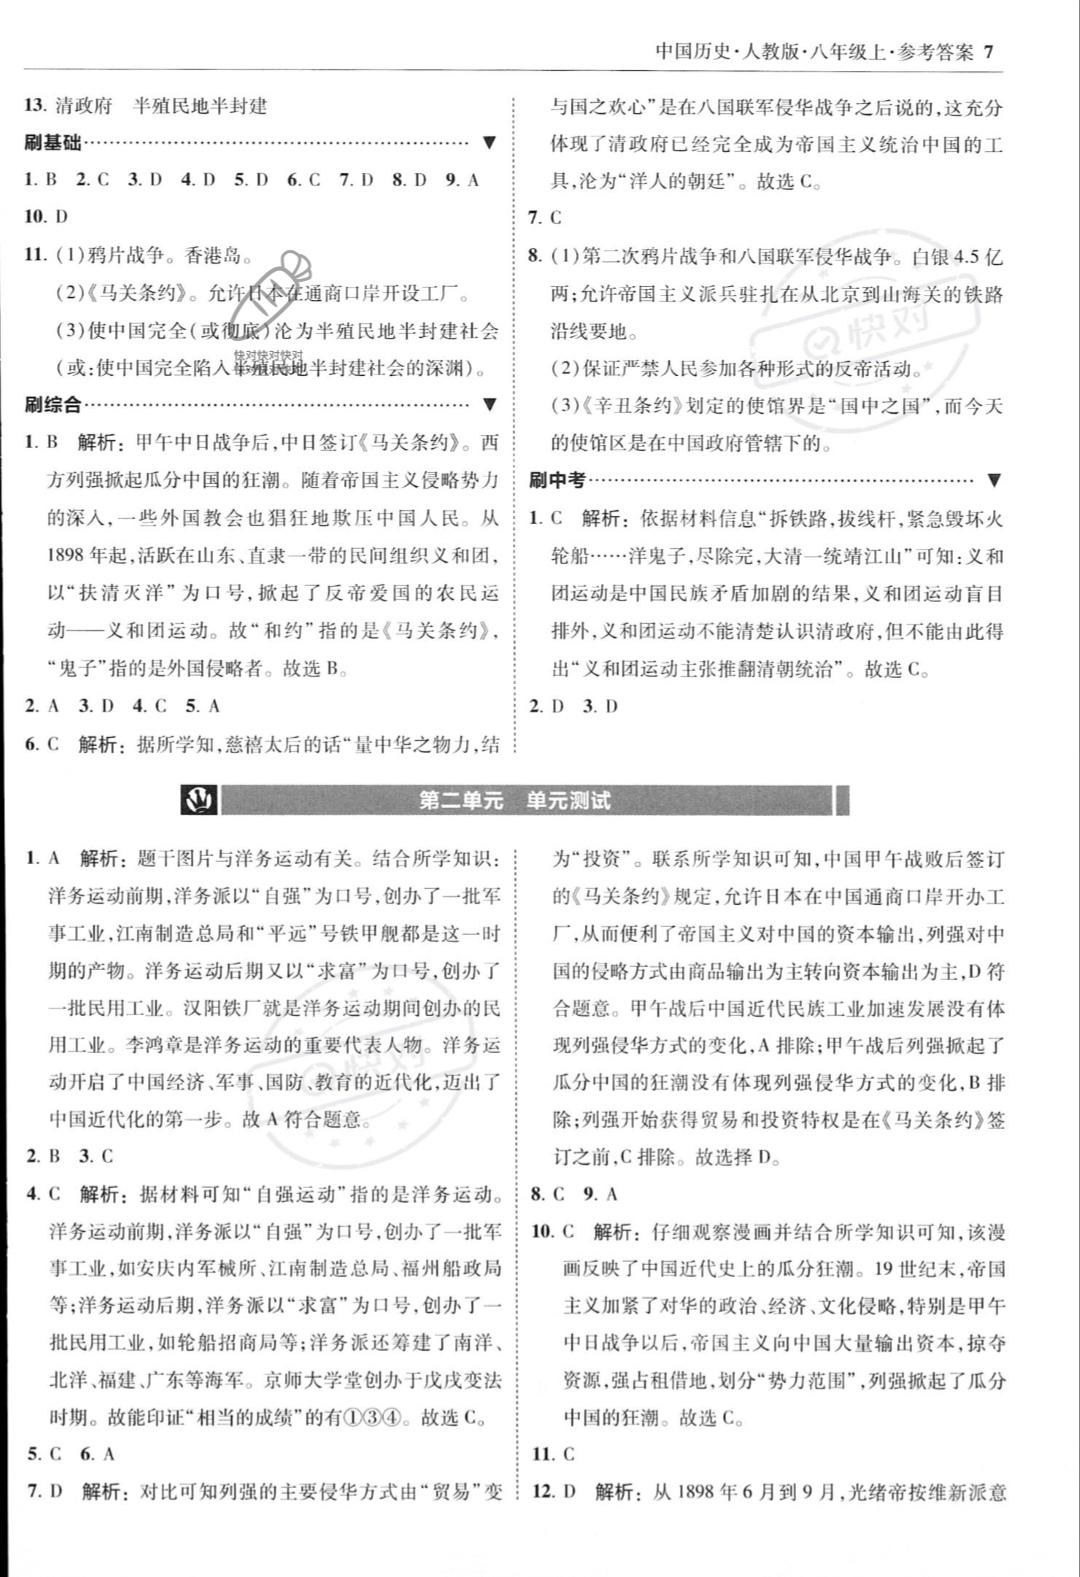 中国历史·人教版·八年级上·参考答案 7
13. 清政府 半殖民地半封建
刷基础
1. B 2. C 3. D 4. D 5. D 6. C 7. D 8. D 9. A
10. D
11. (1)鸦片战争。香港岛。
(2)《马关条约》。允许日本在通商口岸开设工厂。
(3)使中国完全(或彻底)沦为半殖民地半封建社会
(或:使中国完全陷入半殖民地半封建社会的深渊)。
刷综合
1. B 解析:甲午中日战争后,中日签订《马关条约》。西
方列强掀起瓜分中国的狂潮。随着帝国主义侵略势力
的深入,一些外国教会也猖狂地欺压中国人民。从
1898 年起,活跃在山东、直隶一带的民间组织义和团,
以“扶清灭洋”为口号,掀起了反帝爱国的农民运
动——义和团运动。故“和约”指的是《马关条约》,
“鬼子”指的是外国侵略者。故选 B。
2. A 3. D 4. C 5. A
6. C 解析:据所学知,慈禧太后的话“量中华之物力,结
与国之欢心”是在八国联军侵华战争之后说的,这充分
体现了清政府已经完全成为帝国主义统治中国的工
具,沦为“洋人的朝廷”。故选 C。
7. C
8. (1)第二次鸦片战争和八国联军侵华战争。白银 4.5 亿
两;允许帝国主义派兵驻扎在从北京到山海关的铁路
沿线要地。
(2)保证严禁人民参加各种形式的反帝活动。
(3)《辛丑条约》划定的使馆界是“国中之国”,而今天
的使馆区是在中国政府管辖下的。
刷中考
1. C 解析:依据材料信息“拆铁路,拔线杆,紧急毁坏火
轮船……洋鬼子,尽除完,大清一统靖江山”可知:义和
团运动是中国民族矛盾加剧的结果,义和团运动盲目
排外,义和团运动不能清楚认识清政府,但不能由此得
出“义和团运动主张推翻清朝统治”。故选 C。
2. D 3. D
第二单元 单元测试
1. A 解析:题干图片与洋务运动有关。结合所学知识:
洋务运动前期,洋务派以“自强”为口号,创办了一批军
事工业,江南制造总局和“平远”号铁甲舰都是这一时
期的产物。洋务运动后期又以“求富”为口号,创办了
一批民用工业。汉阳铁厂就是洋务运动期间创办的民
用工业。李鸿章是洋务运动的重要代表人物。洋务运
动开启了中国经济、军事、国防、教育的近代化,迈出了
中国近代化的第一步。故 A 符合题意。
2. B 3. C
4. C 解析:据材料可知“自强运动”指的是洋务运动。
洋务运动前期,洋务派以“自强”为口号,创办了一批军
事工业,如安庆内军械所、江南制造总局、福州船政局
等;洋务运动后期,洋务派以“求富”为口号,创办了一
批民用工业,如轮船招商局等;洋务派还筹建了南洋、
北洋、福建、广东等海军。京师大学堂创办于戊戌变法
时期。故能印证“相当的成绩”的有①③④。故选 C。
5. C 6. A
7. D 解析:对比可知列强的主要侵华方式由“贸易”变
为“投资”。联系所学知识可知,中国甲午战败后签订
的《马关条约》规定,允许日本在中国通商口岸开办工
厂,从而便利了帝国主义对中国的资本输出,列强对中
国的侵略方式由商品输出为主转向资本输出为主,D 符
合题意。甲午战后中国近代民族工业加速发展没有体
现列强侵华方式的变化,A 排除;甲午战后列强掀起了
瓜分中国的狂潮没有体现列强侵华方式的变化,B 排
除;列强开始获得贸易和投资特权是在《马关条约》签
订之前,C 排除。故选择 D。
8. C 9. A
10. C 解析:仔细观察漫画并结合所学知识可知,该漫
画反映了中国近代史上的瓜分狂潮。19 世纪末,帝国
主义加紧了对华的政治、经济、文化侵略,特别是甲午
中日战争以后,帝国主义向中国大量输出资本,掠夺
资源,强占租借地,划分“势力范围”,列强掀起了瓜分
中国的狂潮。故选 C。
11. C
12. D 解析:从 1898 年 6 月到 9 月,光绪帝按维新派意
快对快对快对
快对快对快对
快对
快对